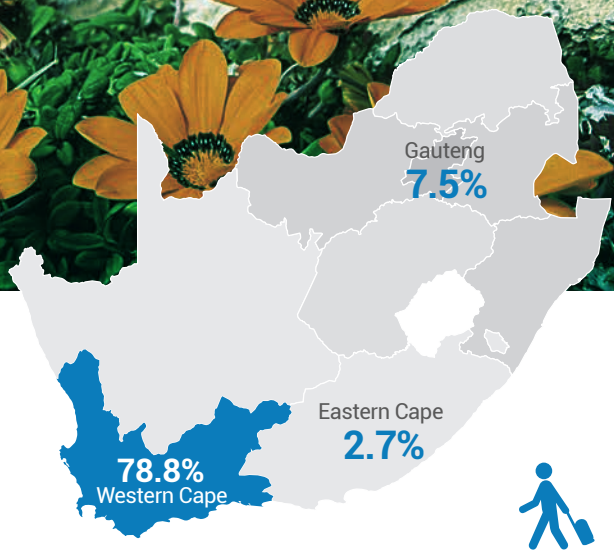 Gauteng
7.5%
Eastern Cape
2.7%
78.8%
Western Cape